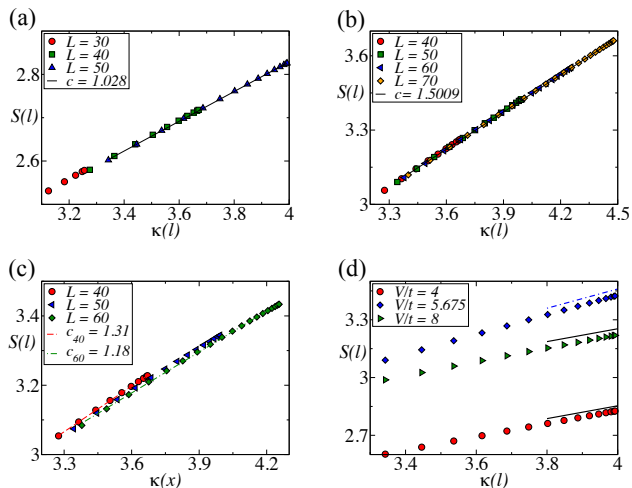 (a)
L = 30
L = 40
L = 50
c = 1.028
S(l)
2.8
2.6
3.2 3.4 3.6 3.8 4
κ(l)
(b)
L = 40
L = 50
L = 60
L = 70
c= 1.5009
S(l)
3.6
3.3
3
3.3 3.6 3.9 4.2 4.5
κ(l)
(c)
L = 40
L = 50
L = 60
c40 = 1.31
c60 = 1.18
S(l)
3.4
3.2
3
3.3 3.6 3.9 4.2
κ(x)
(d)
V/t = 4
V/t = 5.675
V/t = 8
S(l)
3.3
3
2.7
3.4 3.6 3.8 4
κ(l)